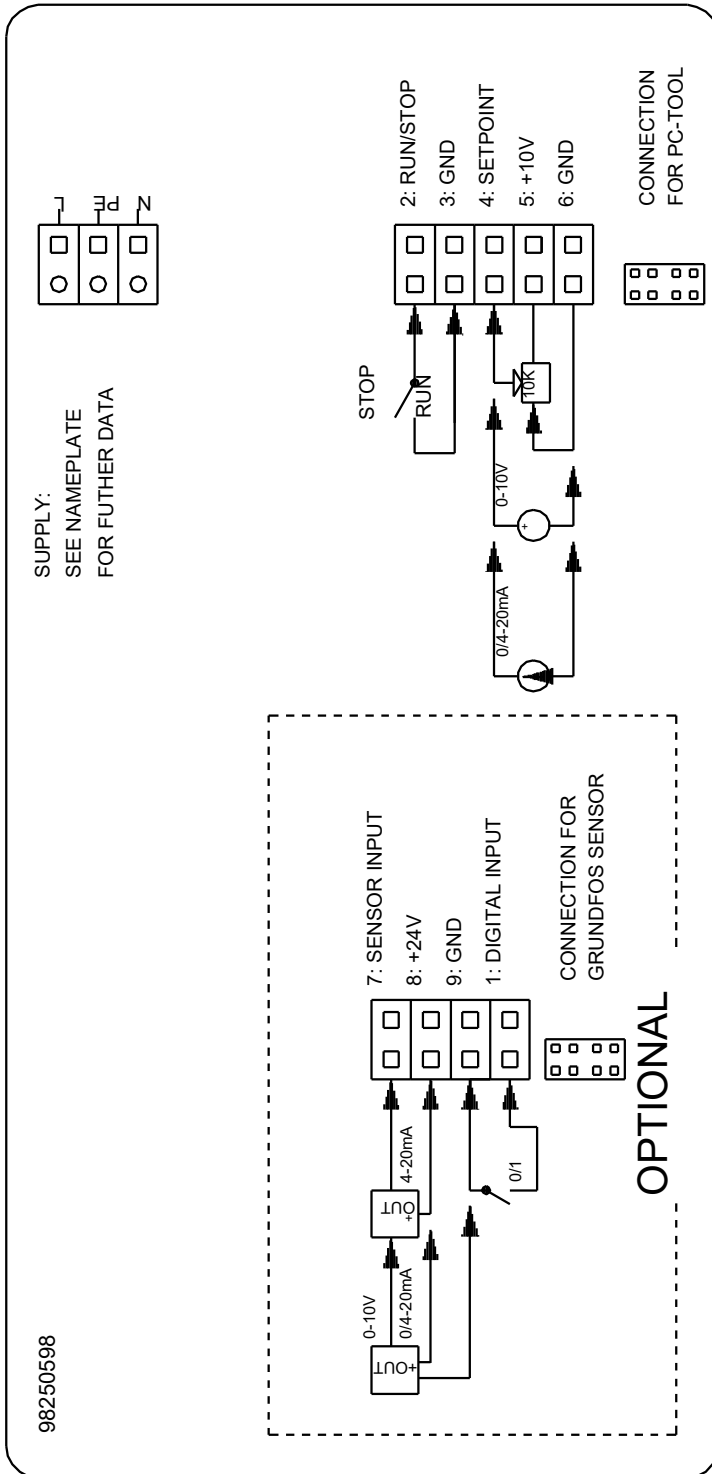 98250598
SUPPLY:
SEE NAMEPLATE
FOR FUTHER DATA
L
PE
N
0-10V
0/4-20mA
OUT
+
4-20mA
OUT
+
0/1
7: SENSOR INPUT
8: +24V
9: GND
1: DIGITAL INPUT
CONNECTION FOR
GRUNDFOS SENSOR
OPTIONAL
0/4-20mA
0-10V
+
10K
STOP
RUN
2: RUN/STOP
3: GND
4: SETPOINT
5: +10V
6: GND
CONNECTION
FOR PC-TOOL